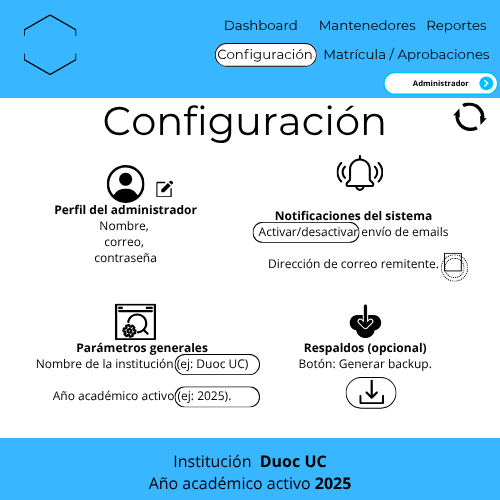 Dashboard Mantenedores Reportes
Configuración Matrícula / Aprobaciones
Administrador
Configuración
Perfil del administrador
Nombre,
correo,
contraseña
Notificaciones del sistema
Activar/desactivar envío de emails
Dirección de correo remitente.
Parámetros generales
Nombre de la institución (ej: Duoc UC)
Año académico activo (ej: 2025).
Respaldos (opcional)
Botón: Generar backup.
Institución Duoc UC
Año académico activo 2025